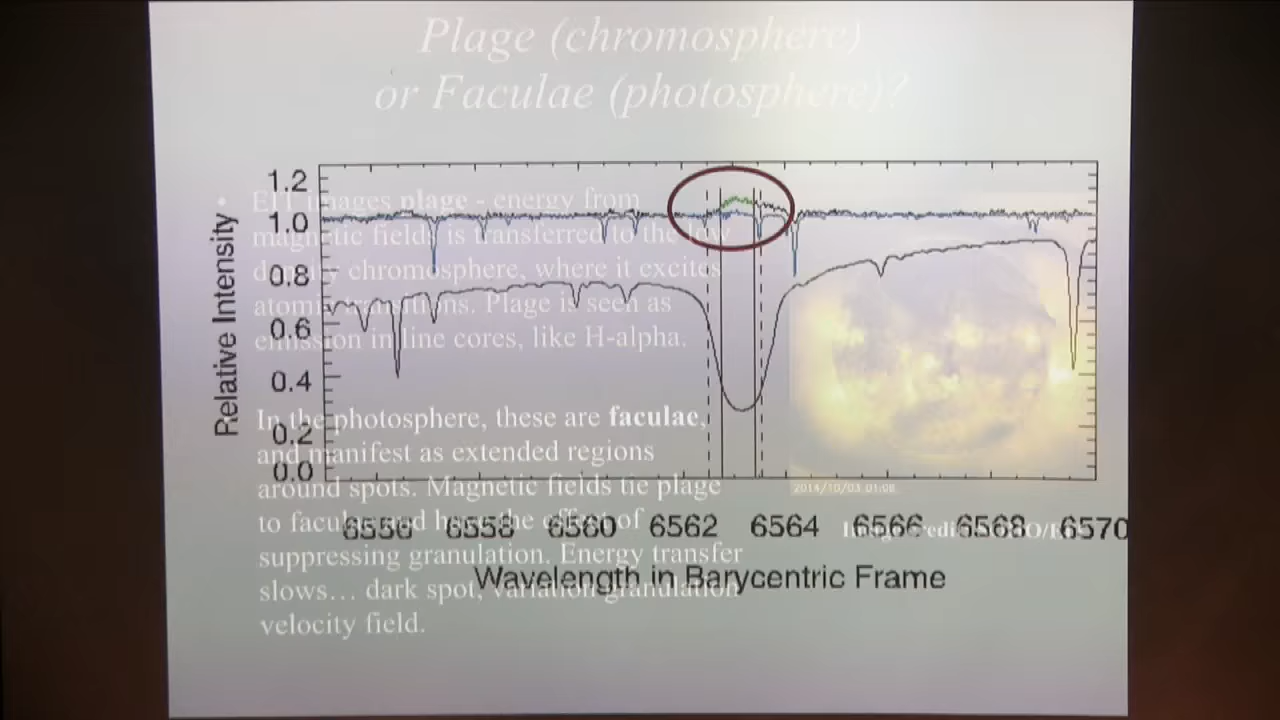 Plage (chromosphere)
or Faculae (photosphere)?
• EIT images plage - energy from
magnetic fields is transferred to the low
density chromosphere, where it excites
atomic transitions. Plage is seen as
emission in line cores, like H-alpha.
In the photosphere, these are faculae,
and manifest as extended regions
around spots. Magnetic fields tie plage
to faculae and have the effect of
suppressing granulation. Energy transfer
slows… dark spot, variation granulation
velocity field.
Relative Intensity
1.2
1.0
0.8
0.6
0.4
0.2
0.0
6556 6558 6560 6562 6564 6566 6568 6570
Wavelength in Barycentric Frame
2014/10/03 01:06
Image credit: